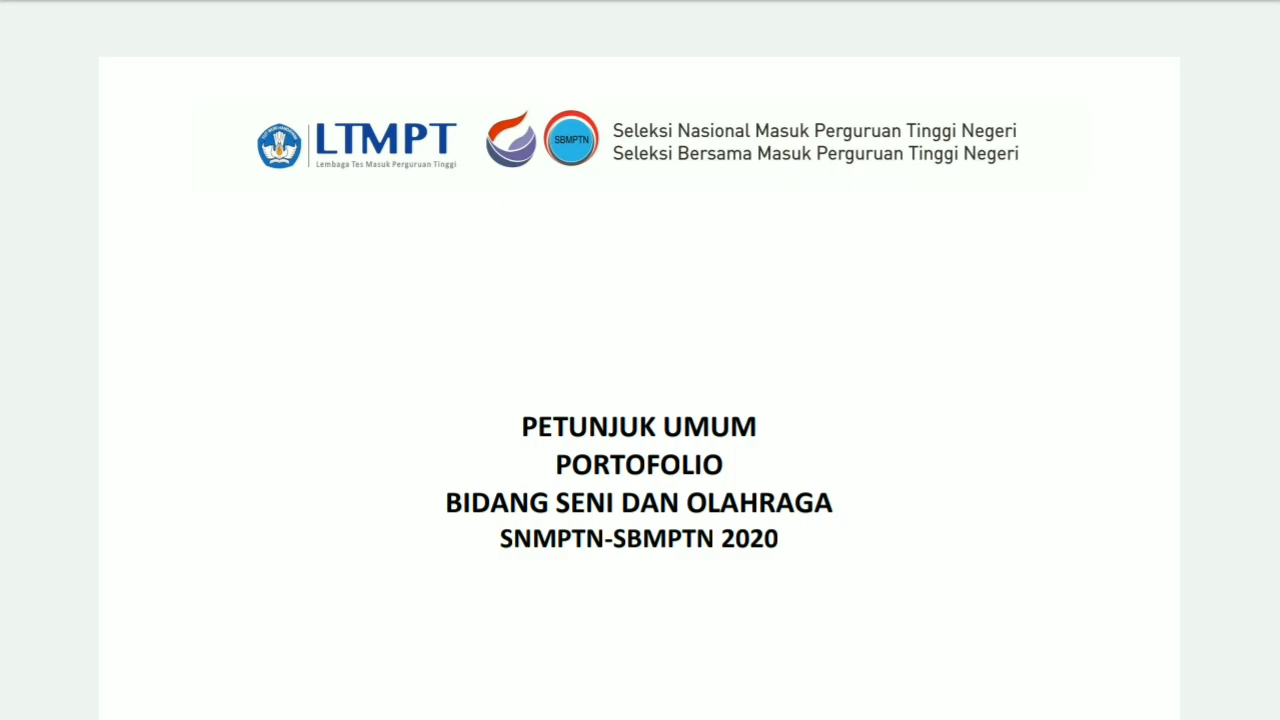 LTMPT
Lembaga Tes Masuk Perguruan Tinggi
SBMPTN
Seleksi Nasional Masuk Perguruan Tinggi Negeri
Seleksi Bersama Masuk Perguruan Tinggi Negeri
PETUNJUK UMUM
PORTOFOLIO
BIDANG SENI DAN OLAHRAGA
SNMPTN-SBMPTN 2020